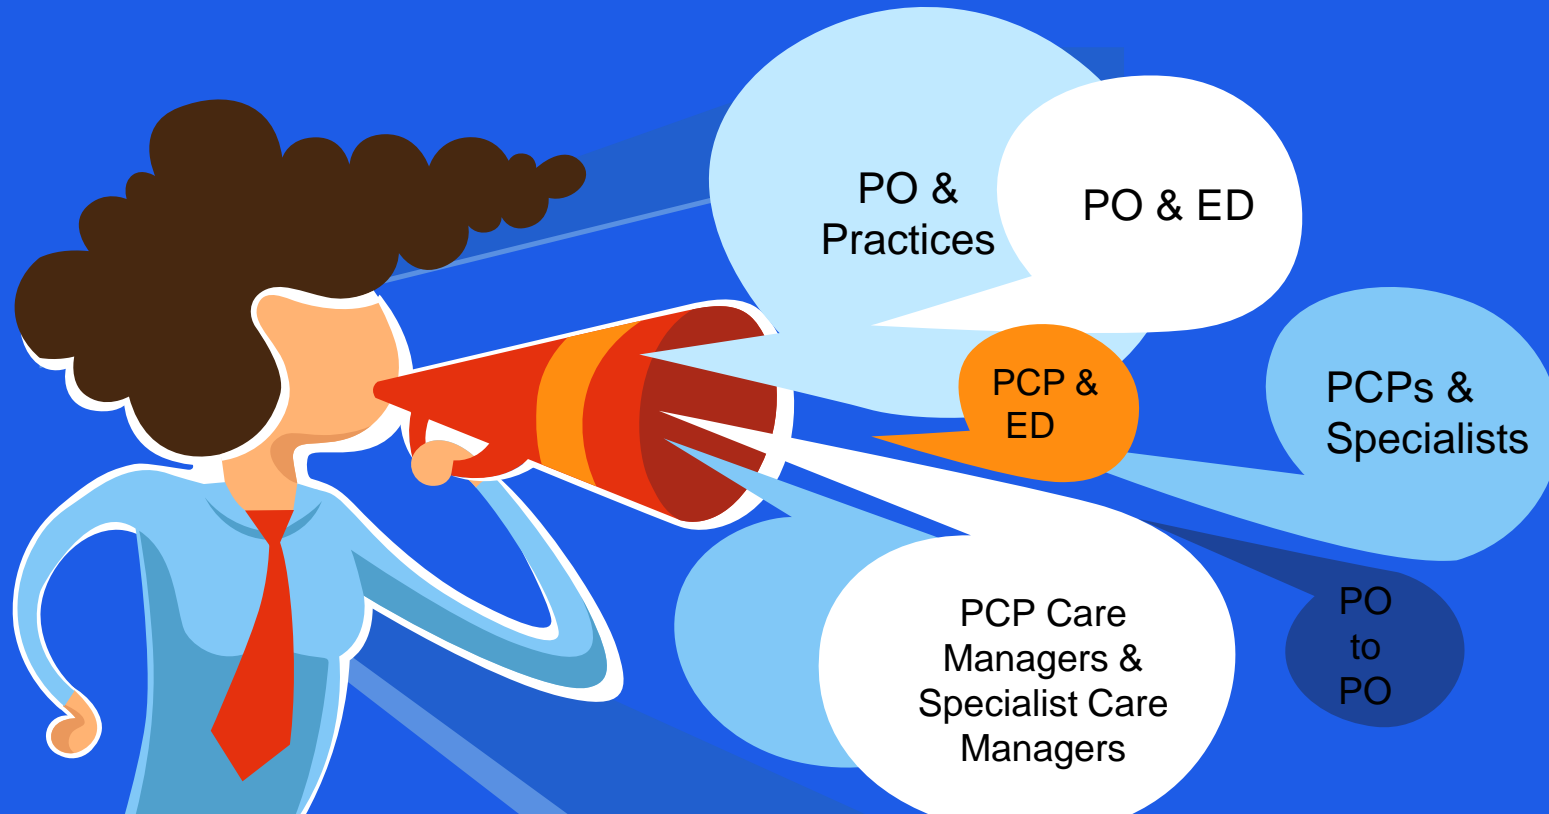 PO &
Practices
PO & ED
PCP &
ED
PCPs &
Specialists
PCP Care
Managers &
Specialist Care
Managers
PO
to
PO